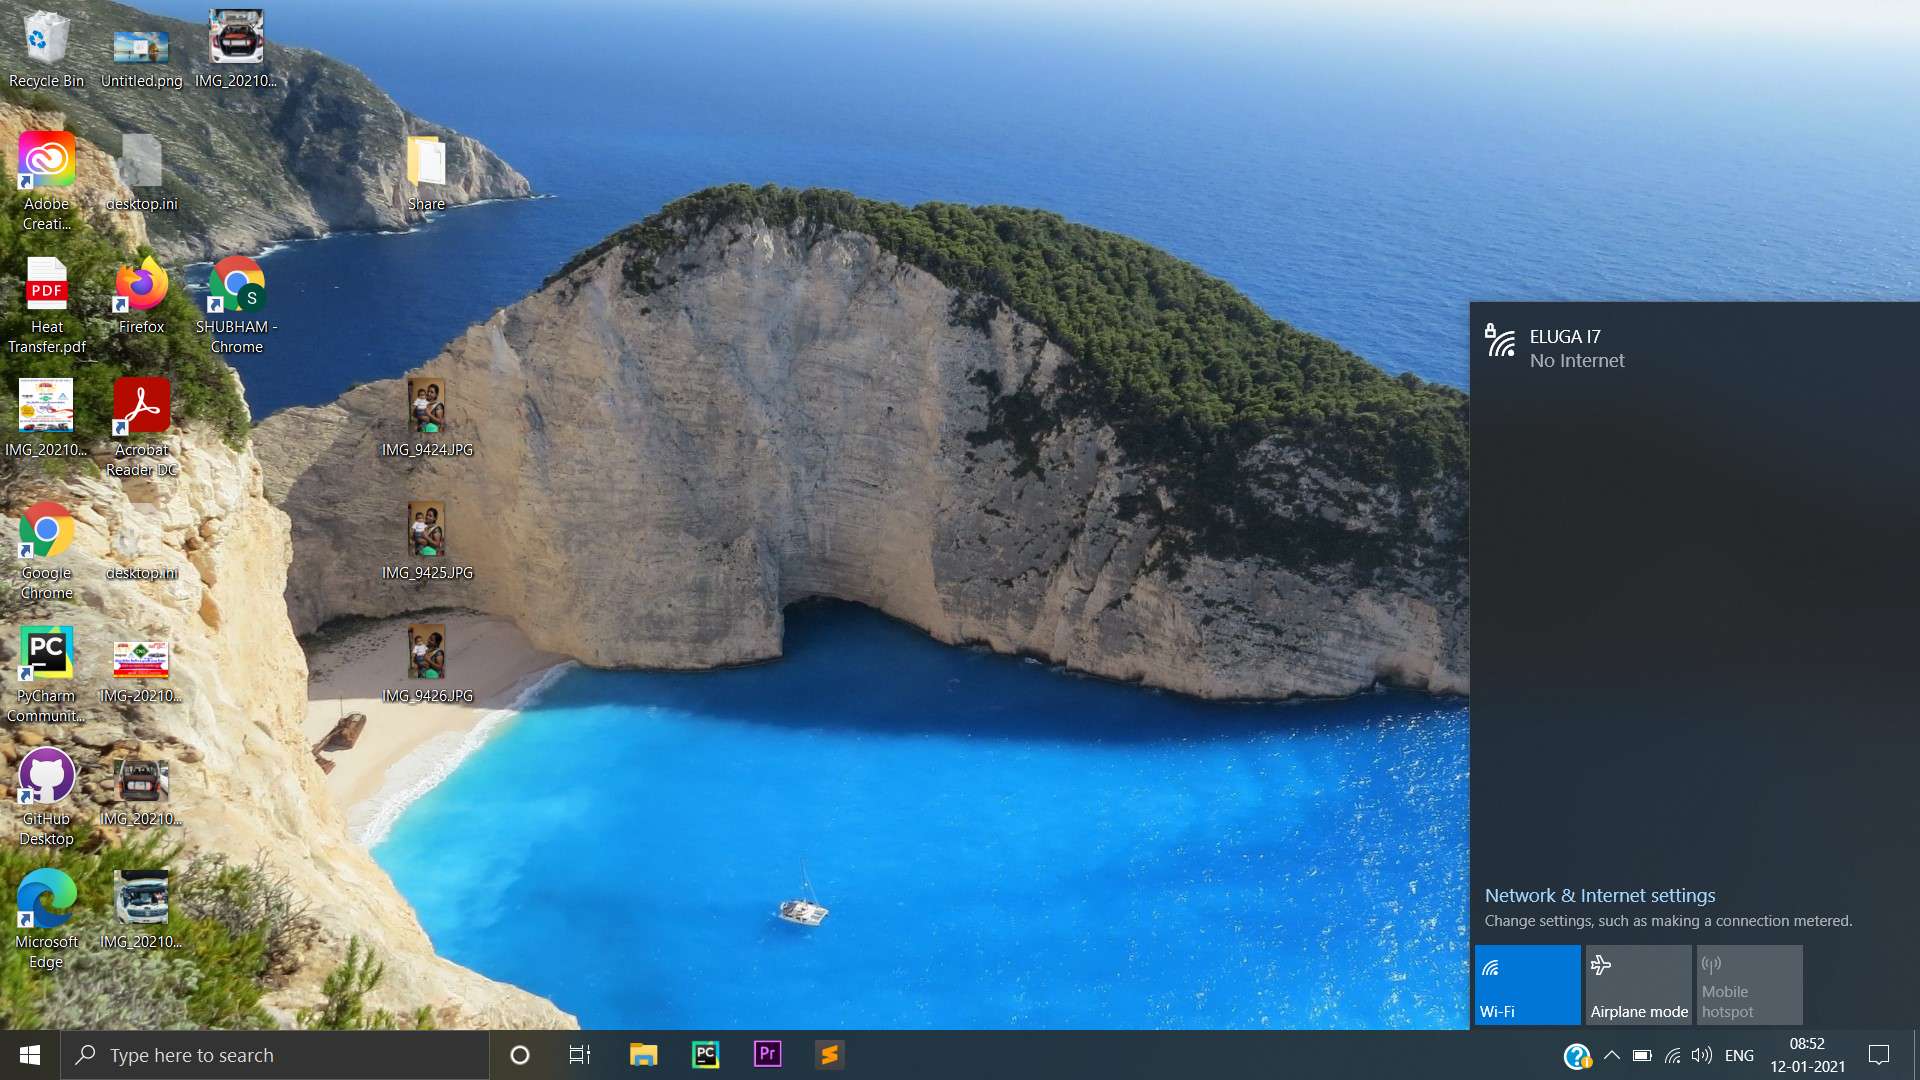 Recycle Bin
Untitled.png
IMG_20210...
Adobe
Creati...
desktop.ini
Share
PDF
Heat
Transfer.pdf
Firefox
S
SHUBHAM -
Chrome
IMG_20210...
Acrobat
Reader DC
IMG_9424.JPG
Google
Chrome
desktop.ini
IMG_9425.JPG
PC
PyCharm
Communit...
IMG-20210...
IMG_9426.JPG
GitHub
Desktop
IMG_20210...
Microsoft
Edge
IMG_20210...
ELUGA I7
No Internet
Network & Internet settings
Change settings, such as making a connection metered.
Wi-Fi
Airplane mode
Mobile
hotspot
Type here to search
PC
Pr
ENG
08:52
12-01-2021